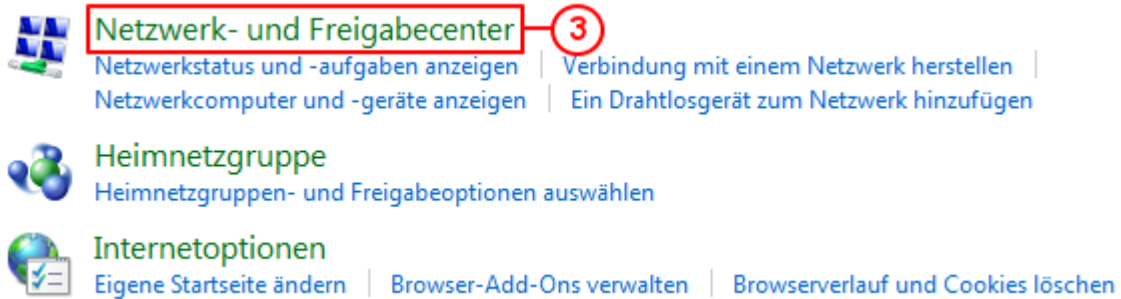 Netzwerk- und Freigabecenter 3
Netzwerkstatus und -aufgaben anzeigen Verbindung mit einem Netzwerk herstellen
Netzwerkcomputer und -geräte anzeigen Ein Drahtlosgerät zum Netzwerk hinzufügen
Heimnetzgruppe
Heimnetzgruppen- und Freigabeoptionen auswählen
Internetoptionen
Eigene Startseite ändern Browser-Add-Ons verwalten Browserverlauf und Cookies löschen